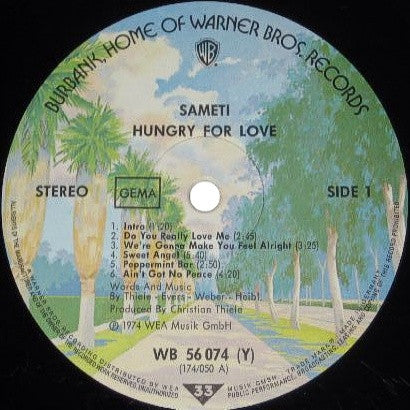 BURBANK, HOME OF WARNER BROS. RECORDS
WB
SAMETI
HUNGRY FOR LOVE
STEREO
GEMA
SIDE 1
1. Intro (1:20)
2. Do You Really Love Me (2:45)
3. We're Gonna Make You Feel Alright (3:25)
4. Sweet Angel (5:40)
5. Peppermint Bar (2:50)
6. Ain't Got No Peace (4:20)
Words And Music
By Thiele - Evers - Weber - Heibl.
Produced By Christian Thiele
℗ 1974 WEA Musik GmbH
WB 56 074 (Y)
(174/050 A)
33